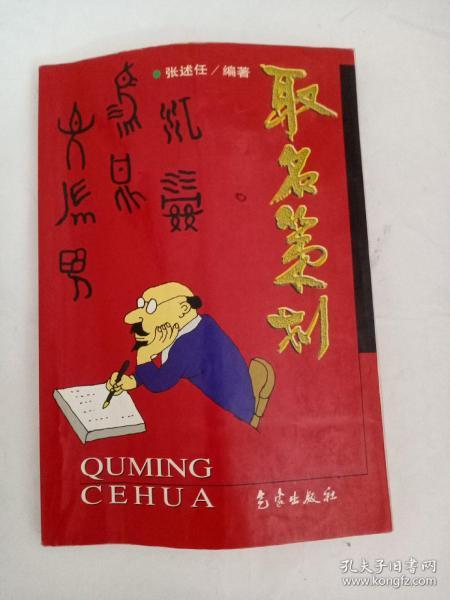 张述任／编著
取名策划
QUMING
CEHUA
气象出版社
孔夫子旧书网
www.kongfz.com